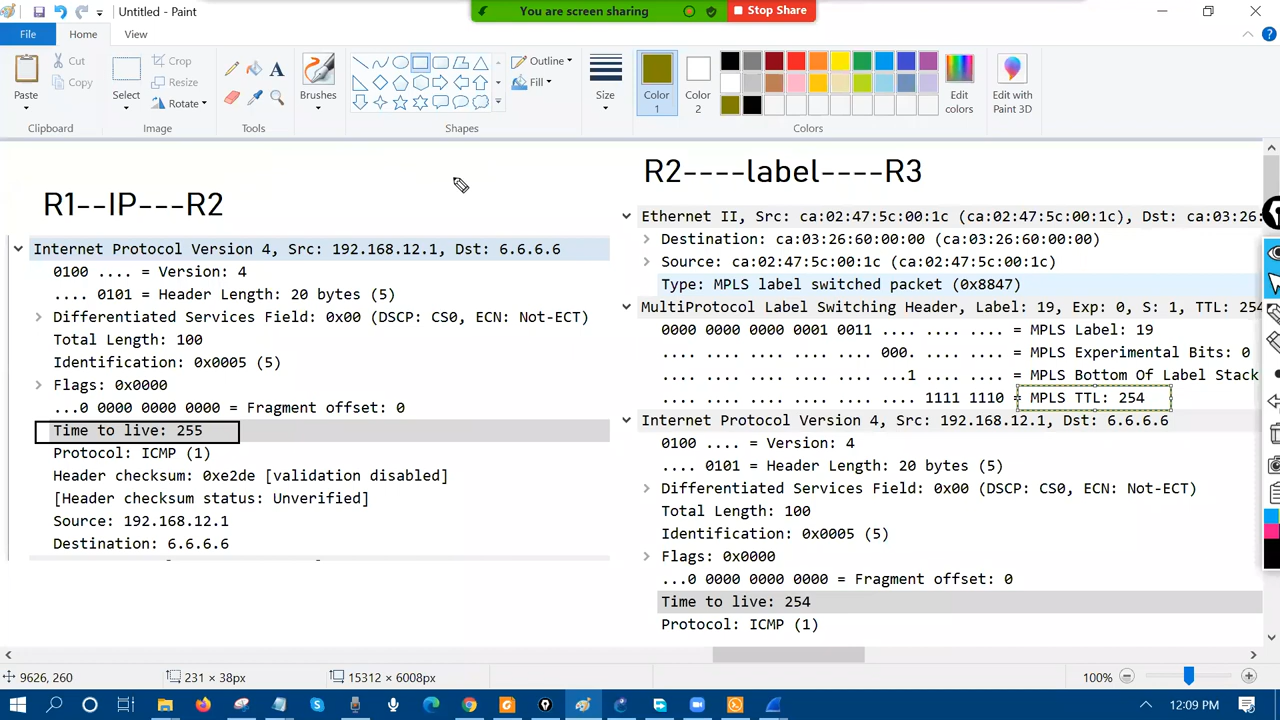 Untitled - Paint
You are screen sharing
Stop Share
File
Home
View
Paste
Cut
Copy
Clipboard
Select
Crop
Resize
Rotate
Image
Tools
Brushes
Shapes
Outline
Fill
Size
Color 1
Color 2
Edit colors
Colors
Edit with Paint 3D
R1--IP---R2
Internet Protocol Version 4, Src: 192.168.12.1, Dst: 6.6.6.6
0100 .... = Version: 4
.... 0101 = Header Length: 20 bytes (5)
Differentiated Services Field: 0x00 (DSCP: CS0, ECN: Not-ECT)
Total Length: 100
Identification: 0x0005 (5)
Flags: 0x0000
...0 0000 0000 0000 = Fragment offset: 0
Time to live: 255
Protocol: ICMP (1)
Header checksum: 0xe2de [validation disabled]
[Header checksum status: Unverified]
Source: 192.168.12.1
Destination: 6.6.6.6
R2----label----R3
Ethernet II, Src: ca:02:47:5c:00:1c (ca:02:47:5c:00:1c), Dst: ca:03:26:
Destination: ca:03:26:60:00:00 (ca:03:26:60:00:00)
Source: ca:02:47:5c:00:1c (ca:02:47:5c:00:1c)
Type: MPLS label switched packet (0x8847)
MultiProtocol Label Switching Header, Label: 19, Exp: 0, S: 1, TTL: 254
0000 0000 0000 0001 0011 .... .... .... = MPLS Label: 19
.... .... .... .... .... 000. .... .... = MPLS Experimental Bits: 0
.... .... .... .... .... ...1 .... .... = MPLS Bottom Of Label Stack
.... .... .... .... .... .... 1111 1110 = MPLS TTL: 254
Internet Protocol Version 4, Src: 192.168.12.1, Dst: 6.6.6.6
0100 .... = Version: 4
.... 0101 = Header Length: 20 bytes (5)
Differentiated Services Field: 0x00 (DSCP: CS0, ECN: Not-ECT)
Total Length: 100
Identification: 0x0005 (5)
Flags: 0x0000
...0 0000 0000 0000 = Fragment offset: 0
Time to live: 254
Protocol: ICMP (1)
9626, 260
231 × 38px
15312 × 6008px
100%
12:09 PM